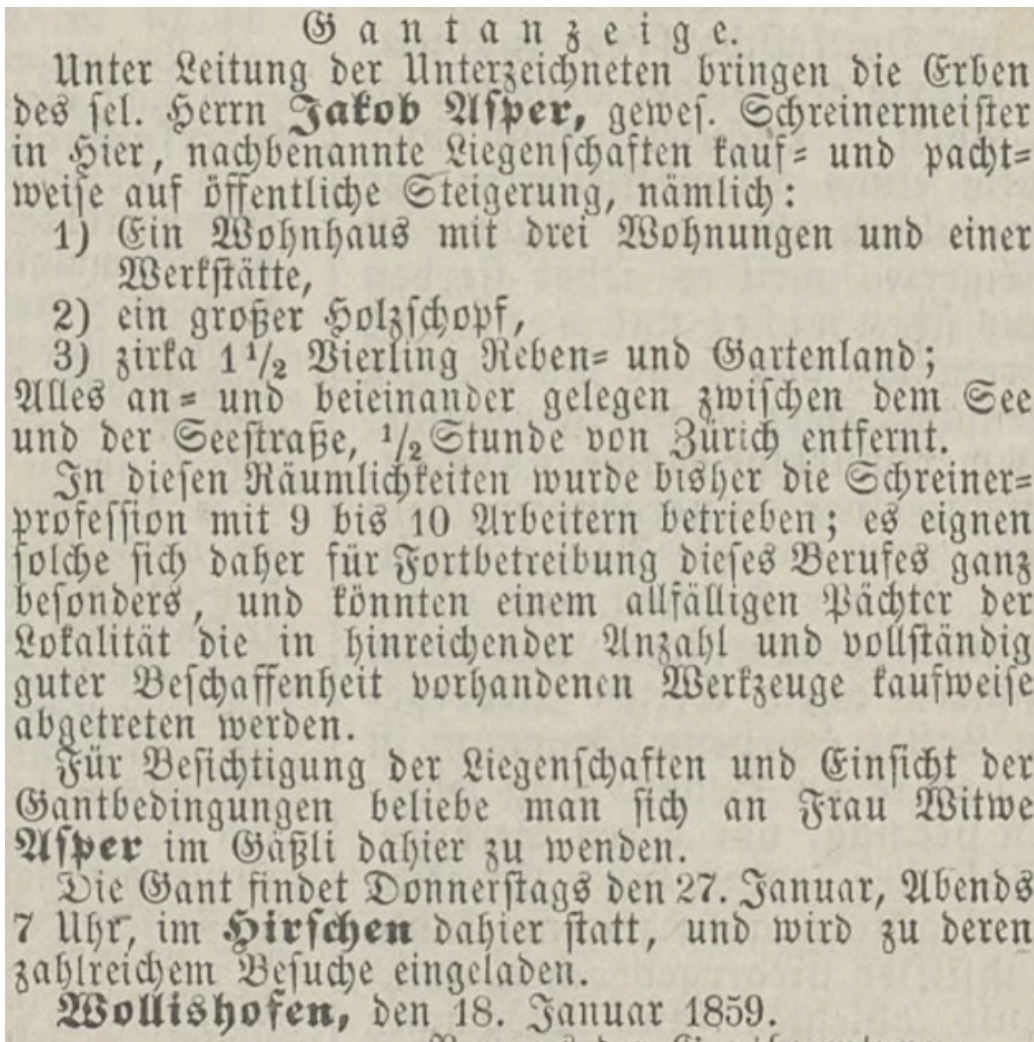 Gantanzeige.
Unter Leitung der Unterzeichneten bringen die Erben
des sel. Herrn Jakob Asper, gewes. Schreinermeister
in Hier, nachbenannte Liegenschaften kauf- und pacht-
weise auf öffentliche Steigerung, nämlich:
1) Ein Wohnhaus mit drei Wohnungen und einer
Werkstätte,
2) ein großer Holzschopf,
3) zirka 1 1/2 Vierling Reben- und Gartenland;
Alles an- und beieinander gelegen zwischen dem See
und der Seestraße, 1/2 Stunde von Zürich entfernt.
In diesen Räumlichkeiten wurde bisher die Schreiner-
profession mit 9 bis 10 Arbeitern betrieben; es eignen
solche sich daher für Fortbetreibung dieses Berufes ganz
besonders, und könnten einem allfälligen Pächter der
Lokalität die in hinreichender Anzahl und vollständig
guter Beschaffenheit vorhandenen Werkzeuge kaufweise
abgetreten werden.
Für Besichtigung der Liegenschaften und Einsicht der
Gantbedingungen beliebe man sich an Frau Witwe
Asper im Gäßli dahier zu wenden.
Die Gant findet Donnerstags den 27. Januar, Abends
7 Uhr, im Hirschen dahier statt, und wird zu deren
zahlreichem Besuche eingeladen.
Wollishofen, den 18. Januar 1859.